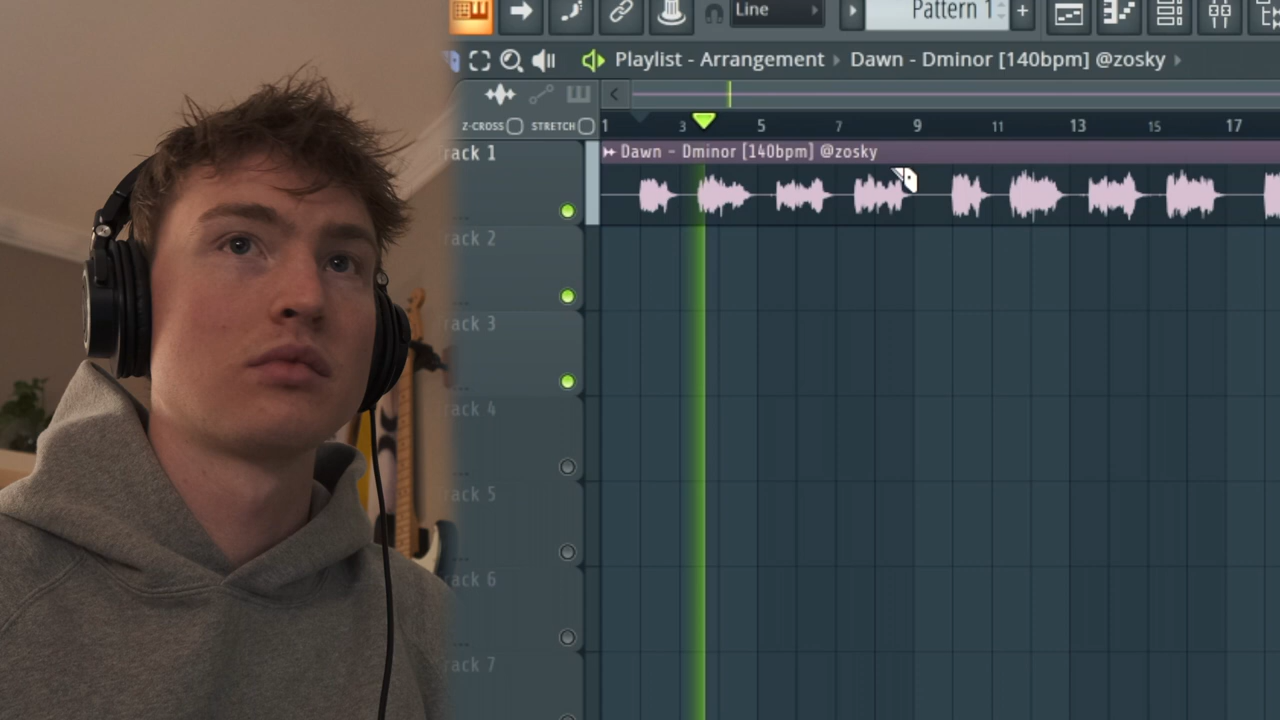 Line
Pattern 1
+
Playlist - Arrangement › Dawn - Dminor [140bpm] @zosky ›
Z-CROSS STRETCH
1 3 5 7 9 11 13 15 17
Dawn - Dminor [140bpm] @zosky
rack 1
rack 2
rack 3
rack 4
rack 5
rack 6
rack 7